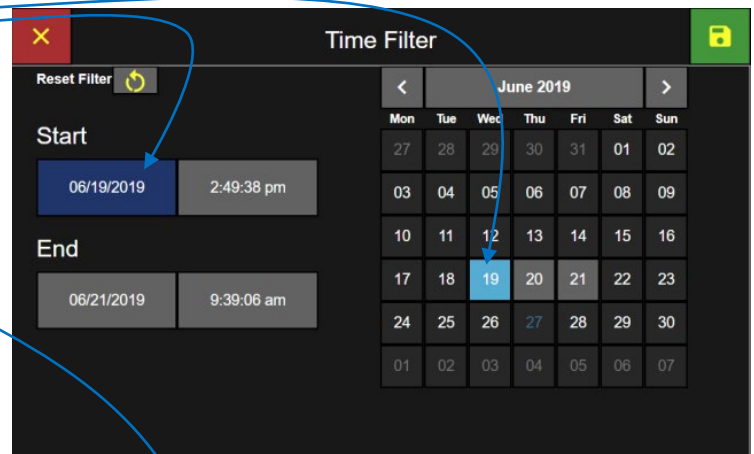 Time Filter
Reset Filter
Start
06/19/2019 2:49:38 pm
End
06/21/2019 9:39:06 am
< June 2019 >
Mon Tue Wed Thu Fri Sat Sun
27 28 29 30 31 01 02
03 04 05 06 07 08 09
10 11 12 13 14 15 16
17 18 19 20 21 22 23
24 25 26 27 28 29 30
01 02 03 04 05 06 07